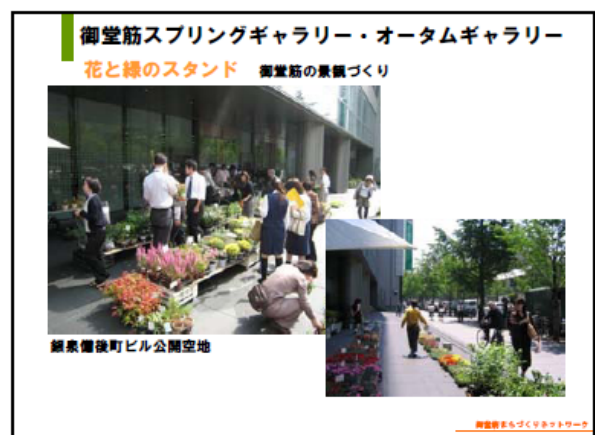 御堂筋スプリングギャラリー・オータムギャラリー
花と緑のスタンド 御堂筋の景観づくり
銀泉備後町ビル公開空地
御堂筋まちづくりネットワーク